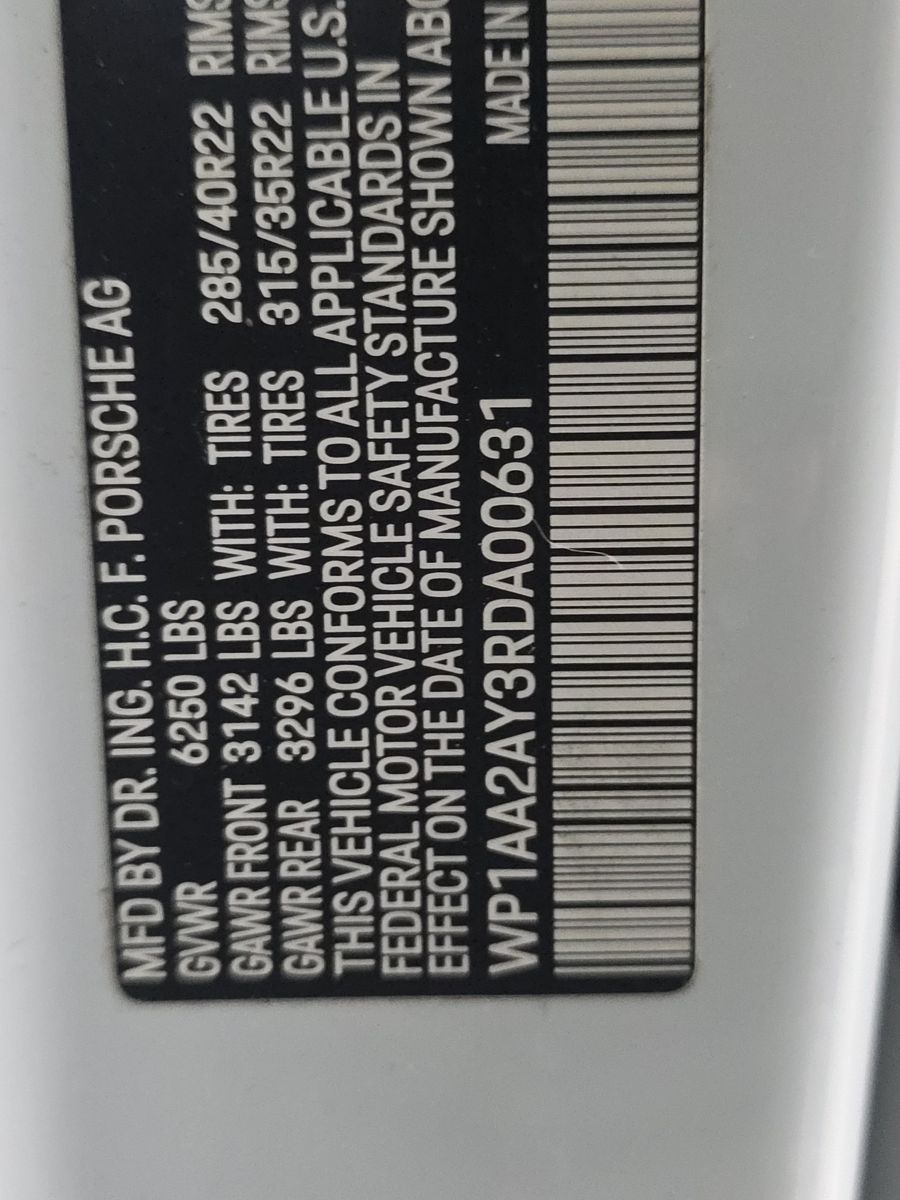 MFD BY DR. ING. H.C. F. PORSCHE AG
GVWR 6250 LBS
GAWR FRONT 3142 LBS WITH: TIRES 285/40R22 RIMS
GAWR REAR 3296 LBS WITH: TIRES 315/35R22 RIMS
THIS VEHICLE CONFORMS TO ALL APPLICABLE U.S.
FEDERAL MOTOR VEHICLE SAFETY STANDARDS IN
EFFECT ON THE DATE OF MANUFACTURE SHOWN
WP1AA2AY3RDA00631 MADE IN